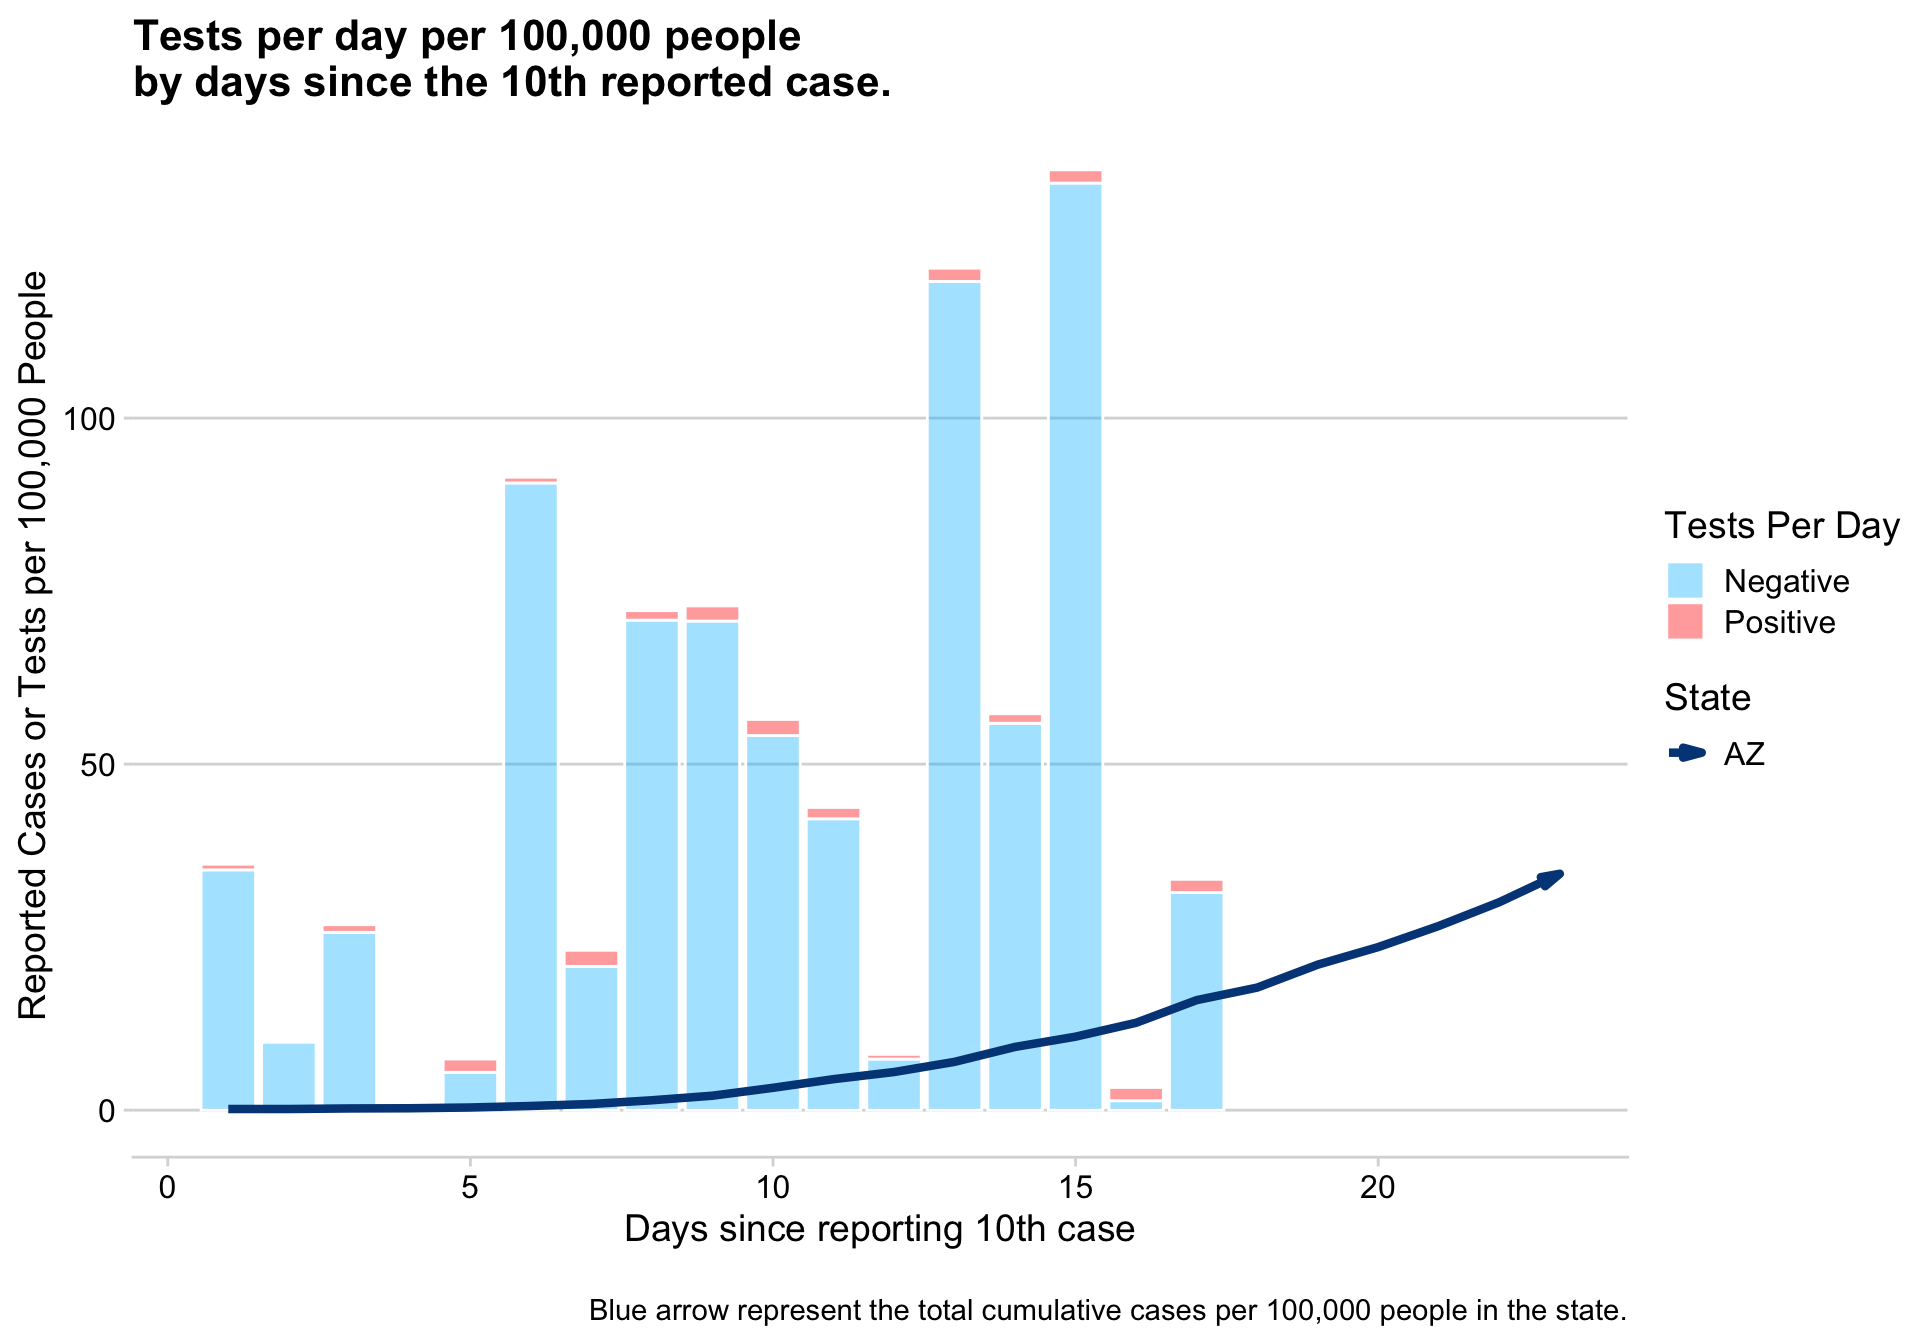 Tests per day per 100,000 people
by days since the 10th reported case.
Reported Cases or Tests per 100,000 People
100
50
0
0 5 10 15 20
Days since reporting 10th case
Tests Per Day
Negative
Positive
State
AZ
Blue arrow represent the total cumulative cases per 100,000 people in the state.